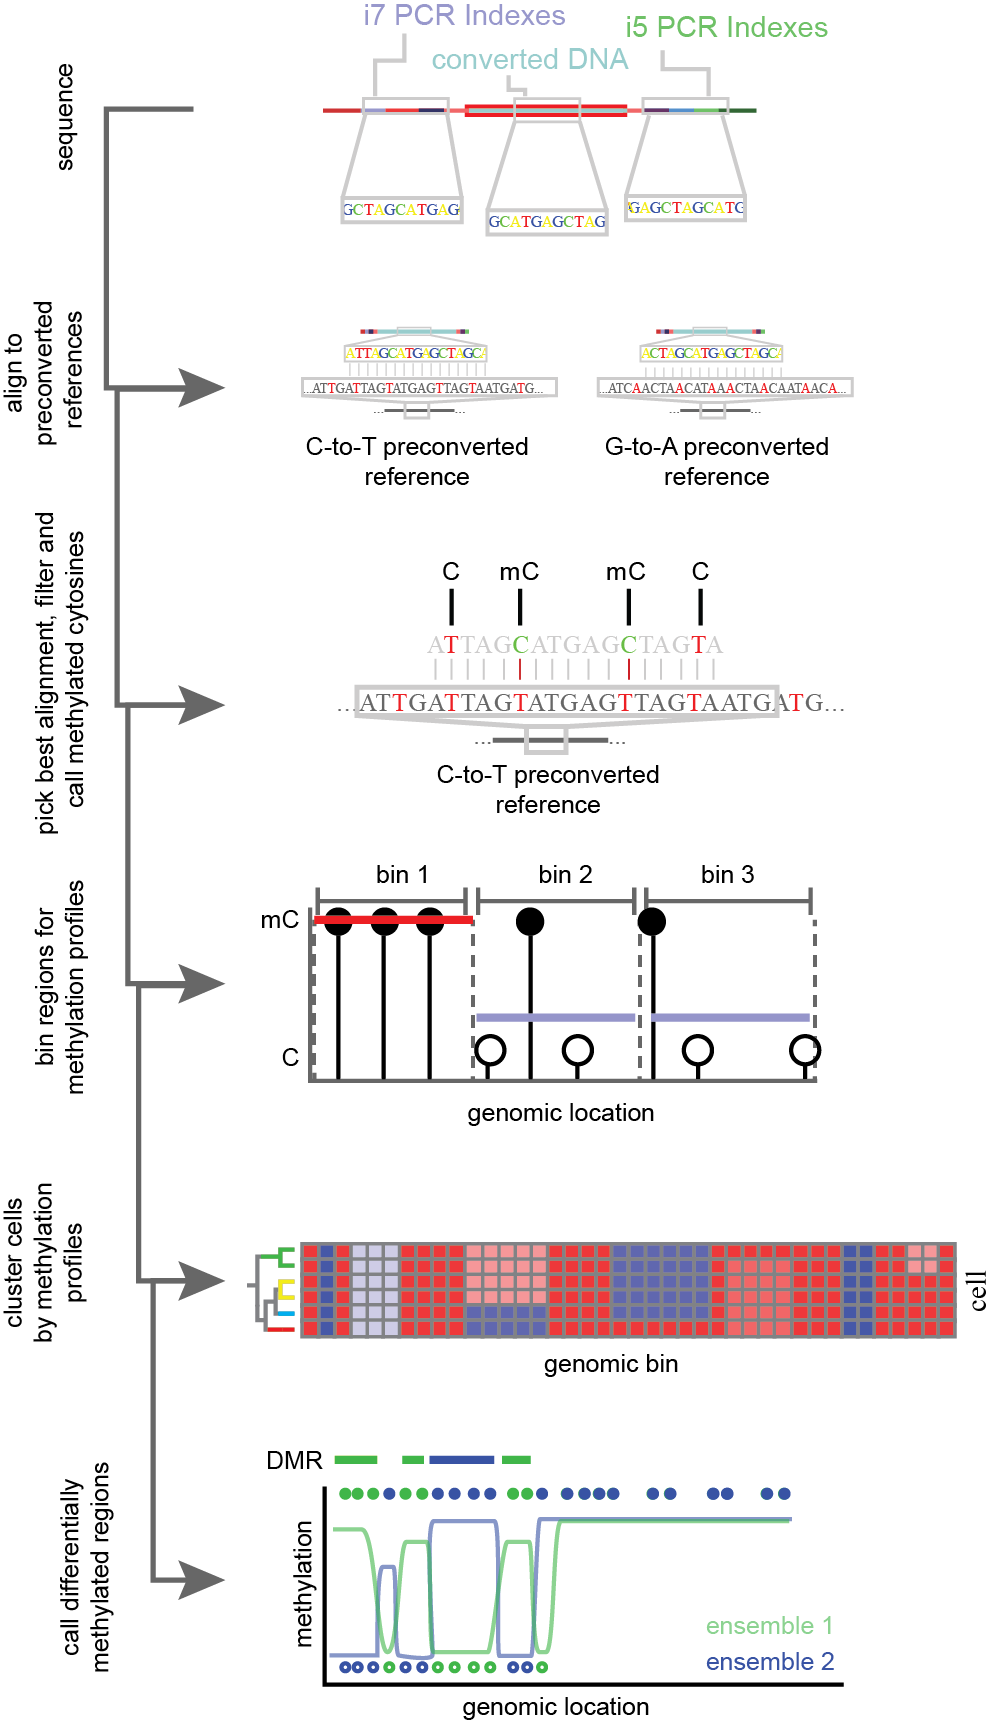 i7 PCR Indexes
i5 PCR Indexes
converted DNA
sequence
GCTAGCATGAG
GCATGAGCTAG
GAGCTAGCATG
align to
preconverted
references
ATTAGCATGAGCTAGCA
ACTAGCATGAGCTAGCA
...ATTGATTAGTATGAGTTAGTAATGATG...
...ATCAACTAACATAAACTAACAATAACA...
...
...
...
...
C-to-T preconverted
reference
G-to-A preconverted
reference
pick best alignment, filter and
call methylated cytosines
C mC mC C
ATTAGCATGAGCTAGTA
...ATTGATTAGTATGAGTTAGTAATGATG...
... ...
C-to-T preconverted
reference
bin regions for
methylation profiles
bin 1 bin 2 bin 3
mC
C
genomic location
cluster cells
by methylation
profiles
cell
genomic bin
call differentially
methylated regions
DMR
methylation
ensemble 1
ensemble 2
genomic location